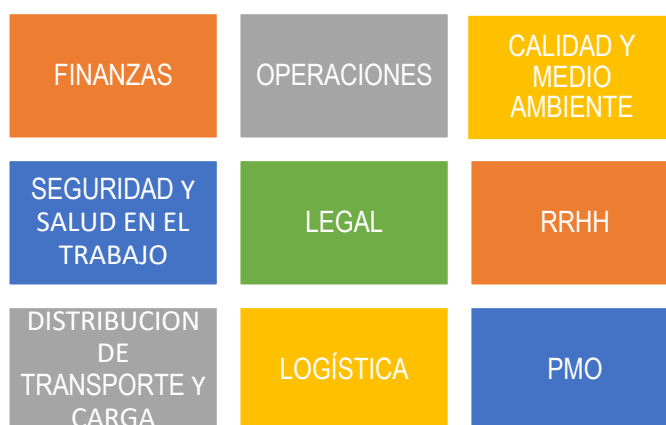 FINANZAS
OPERACIONES
CALIDAD Y
MEDIO
AMBIENTE
SEGURIDAD Y
SALUD EN EL
TRABAJO
LEGAL
RRHH
DISTRIBUCION
DE
TRANSPORTE Y
CARGA
LOGÍSTICA
PMO